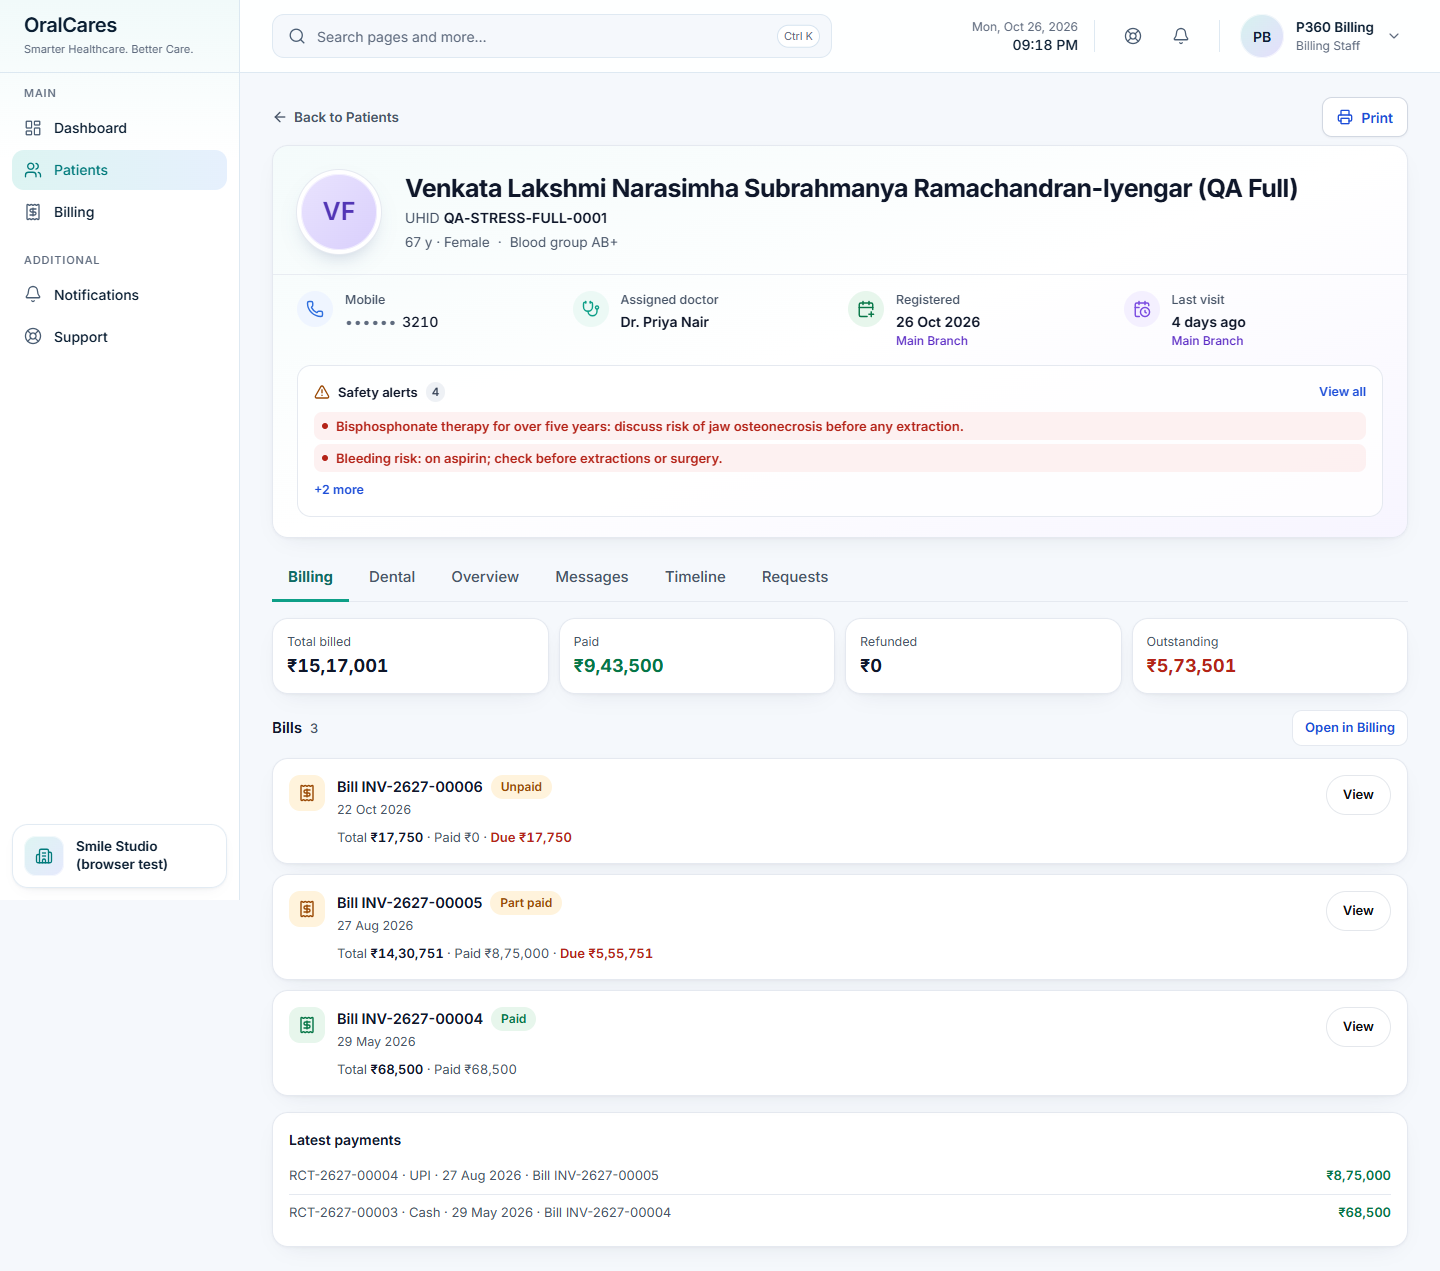 OralCares
Smarter Healthcare. Better Care.
Search pages and more...
Ctrl K
Mon, Oct 26, 2026
09:18 PM
PB
P360 Billing
Billing Staff
MAIN
Dashboard
Patients
Billing
ADDITIONAL
Notifications
Support
Smile Studio
(browser test)
Back to Patients
Print
VF
Venkata Lakshmi Narasimha Subrahmanya Ramachandran-Iyengar (QA Full)
UHID QA-STRESS-FULL-0001
67 y · Female · Blood group AB+
Mobile
•••••• 3210
Assigned doctor
Dr. Priya Nair
Registered
26 Oct 2026
Main Branch
Last visit
4 days ago
Main Branch
Safety alerts 4
View all
Bisphosphonate therapy for over five years: discuss risk of jaw osteonecrosis before any extraction.
Bleeding risk: on aspirin; check before extractions or surgery.
+2 more
Billing
Dental
Overview
Messages
Timeline
Requests
Total billed
₹15,17,001
Paid
₹9,43,500
Refunded
₹0
Outstanding
₹5,73,501
Bills 3
Open in Billing
Bill INV-2627-00006 Unpaid
22 Oct 2026
Total ₹17,750 · Paid ₹0 · Due ₹17,750
View
Bill INV-2627-00005 Part paid
27 Aug 2026
Total ₹14,30,751 · Paid ₹8,75,000 · Due ₹5,55,751
View
Bill INV-2627-00004 Paid
29 May 2026
Total ₹68,500 · Paid ₹68,500
View
Latest payments
RCT-2627-00004 · UPI · 27 Aug 2026 · Bill INV-2627-00005 ₹8,75,000
RCT-2627-00003 · Cash · 29 May 2026 · Bill INV-2627-00004 ₹68,500